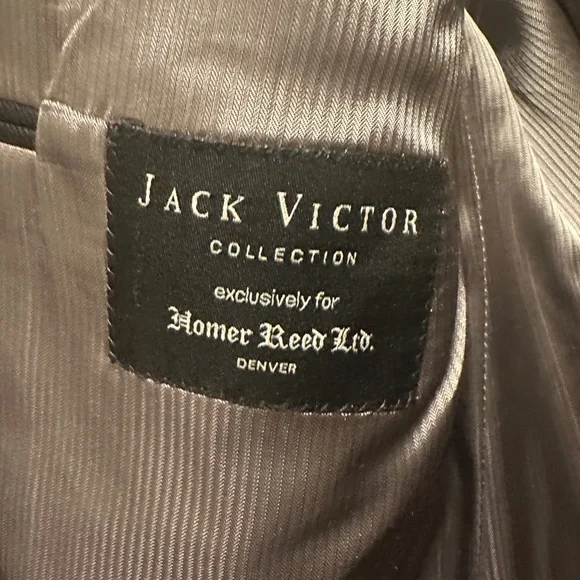 JACK VICTOR
COLLECTION
exclusively for
Homer Reed Ltd.
DENVER